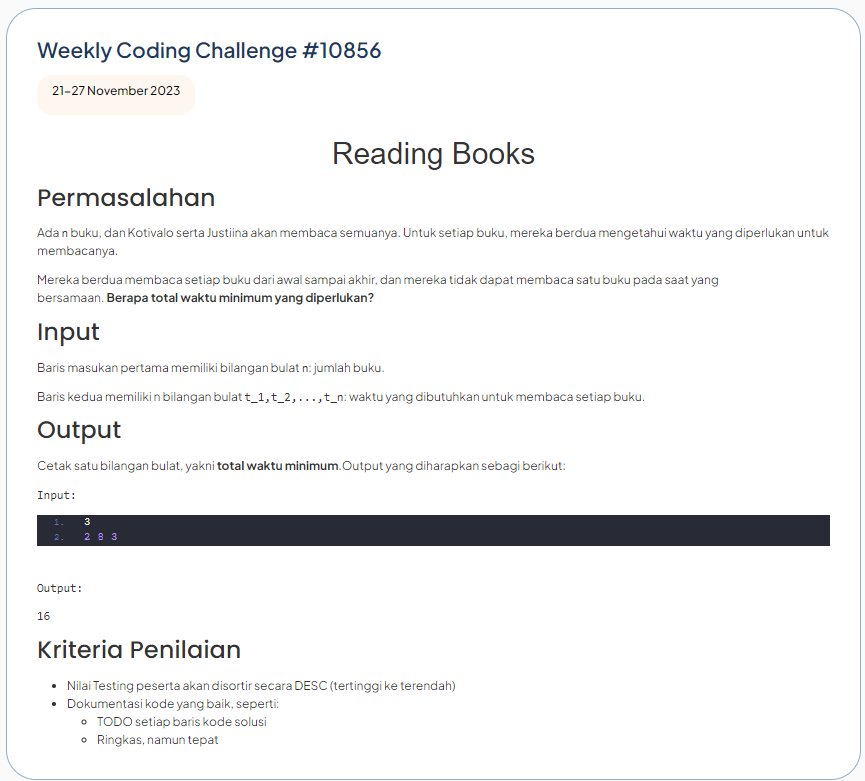 Weekly Coding Challenge #10856
21–27 November 2023
Reading Books
Permasalahan
Ada n buku, dan Kotivalo serta Justiina akan membaca semuanya. Untuk setiap buku, mereka berdua mengetahui waktu yang diperlukan untuk
membacanya.
Mereka berdua membaca setiap buku dari awal sampai akhir, dan mereka tidak dapat membaca satu buku pada saat yang
bersamaan. Berapa total waktu minimum yang diperlukan?
Input
Baris masukan pertama memiliki bilangan bulat n: jumlah buku.
Baris kedua memiliki n bilangan bulat t_1,t_2,...,t_n: waktu yang dibutuhkan untuk membaca setiap buku.
Output
Cetak satu bilangan bulat, yakni total waktu minimum.Output yang diharapkan sebagi berikut:
Input:
1. 3
2. 2 8 3
Output:
16
Kriteria Penilaian
• Nilai Testing peserta akan disortir secara DESC (tertinggi ke terendah)
• Dokumentasi kode yang baik, seperti:
◦ TODO setiap baris kode solusi
◦ Ringkas, namun tepat